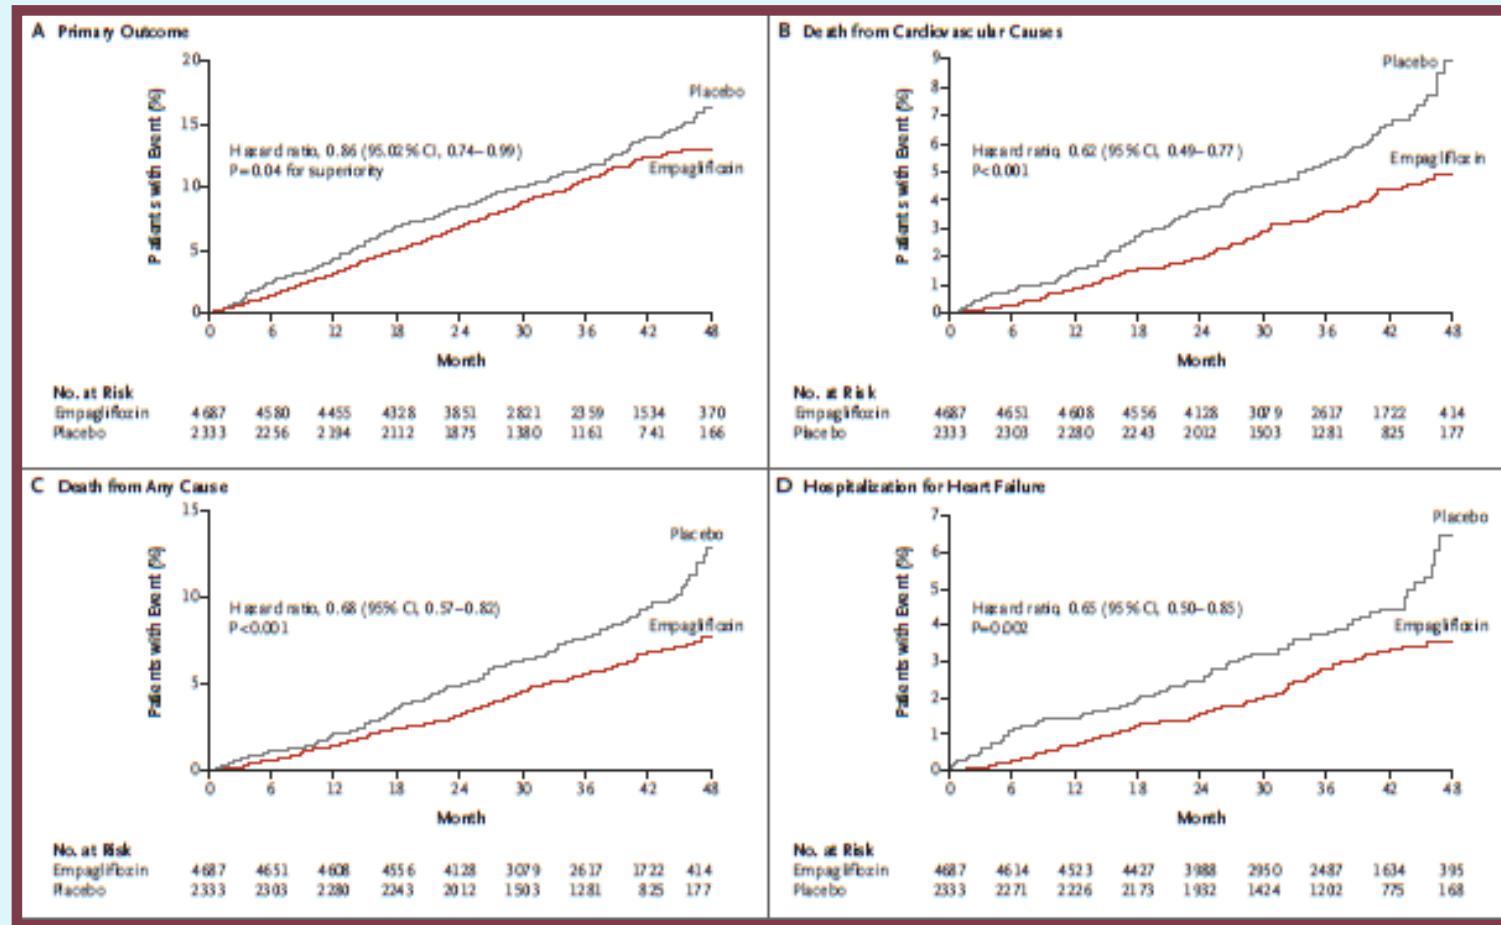 A Primary Outcome
20
15
10
5
0
Patients with Event (%)
Placebo
Hazard ratio, 0.86 (95.02% CI, 0.74–0.99)
P=0.04 for superiority
Empagliflozin
0 6 12 18 24 30 36 42 48
Month
No. at Risk
Empagliflozin 4687 4580 4455 4328 3851 2821 2359 1534 370
Placebo 2333 2256 2194 2112 1875 1380 1161 741 166
B Death from Cardiovascular Causes
9
8
7
6
5
4
3
2
1
0
Patients with Event (%)
Placebo
Hazard ratio, 0.62 (95% CI, 0.49–0.77)
P<0.001
Empagliflozin
0 6 12 18 24 30 36 42 48
Month
No. at Risk
Empagliflozin 4687 4651 4608 4556 4128 3079 2617 1722 414
Placebo 2333 2303 2280 2243 2012 1503 1281 825 177
C Death from Any Cause
15
10
5
0
Patients with Event (%)
Placebo
Hazard ratio, 0.68 (95% CI, 0.57–0.82)
P<0.001
Empagliflozin
0 6 12 18 24 30 36 42 48
Month
No. at Risk
Empagliflozin 4687 4651 4608 4556 4128 3079 2617 1722 414
Placebo 2333 2303 2280 2243 2012 1503 1281 825 177
D Hospitalization for Heart Failure
7
6
5
4
3
2
1
0
Patients with Event (%)
Placebo
Hazard ratio, 0.65 (95% CI, 0.50–0.85)
P=0.002
Empagliflozin
0 6 12 18 24 30 36 42 48
Month
No. at Risk
Empagliflozin 4687 4614 4523 4427 3988 2950 2487 1634 395
Placebo 2333 2271 2226 2173 1932 1424 1202 775 168